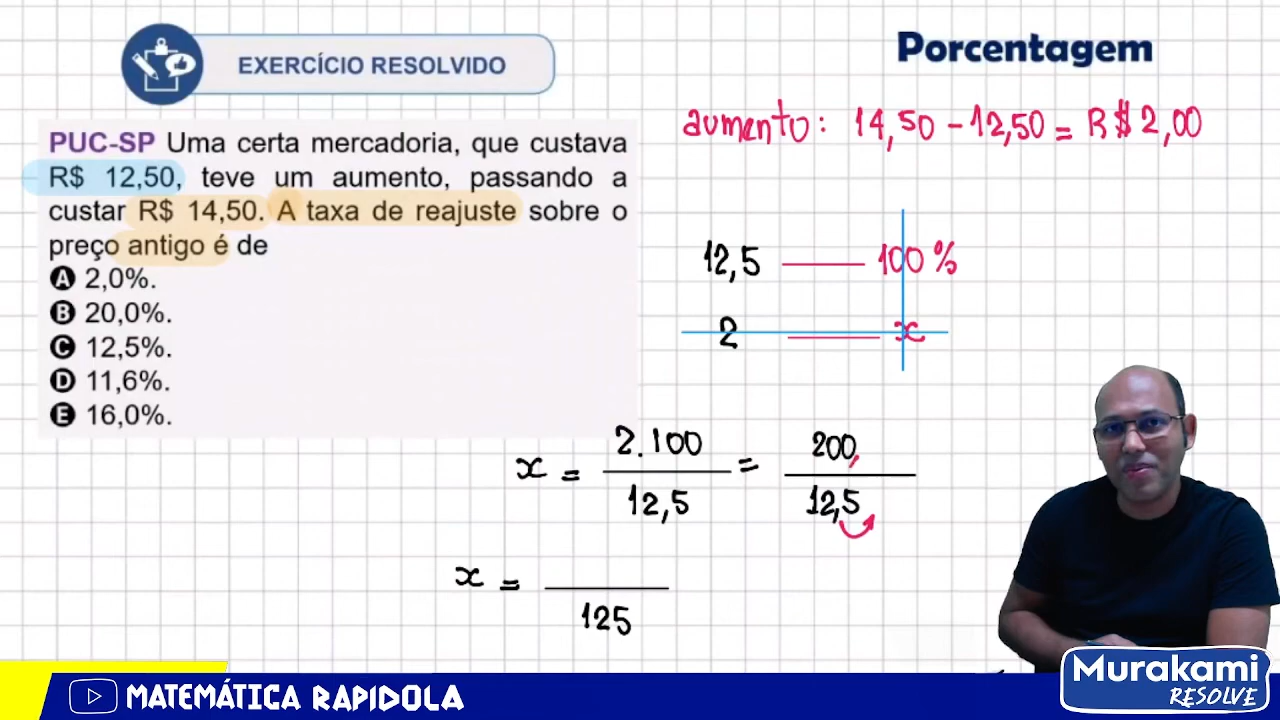 EXERCÍCIO RESOLVIDO
Porcentagem
PUC-SP Uma certa mercadoria, que custava
R$ 12,50, teve um aumento, passando a
custar R$ 14,50. A taxa de reajuste sobre o
preço antigo é de
A 2,0%.
B 20,0%.
C 12,5%.
D 11,6%.
E 16,0%.
aumento: 14,50 - 12,50 = R$ 2,00
12,5 —— 100%
2 —— x
x = 2.100 / 12,5 = 200, / 12,5
x = / 125
MATEMÁTICA RAPIDOLA
Murakami
RESOLVE